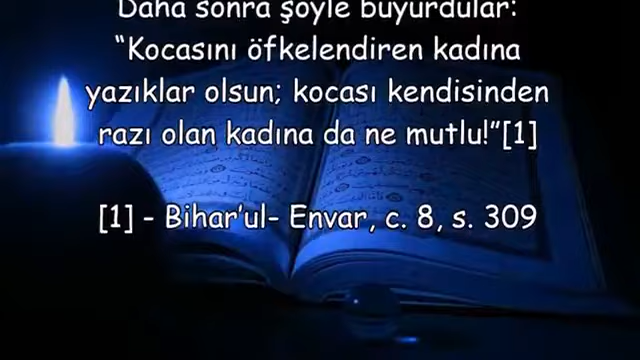 Daha sonra şöyle buyurdular:
“Kocasını öfkelendiren kadına
yazıklar olsun; kocası kendisinden
razı olan kadına da ne mutlu!”[1]
[1] - Bihar’ul- Envar, c. 8, s. 309